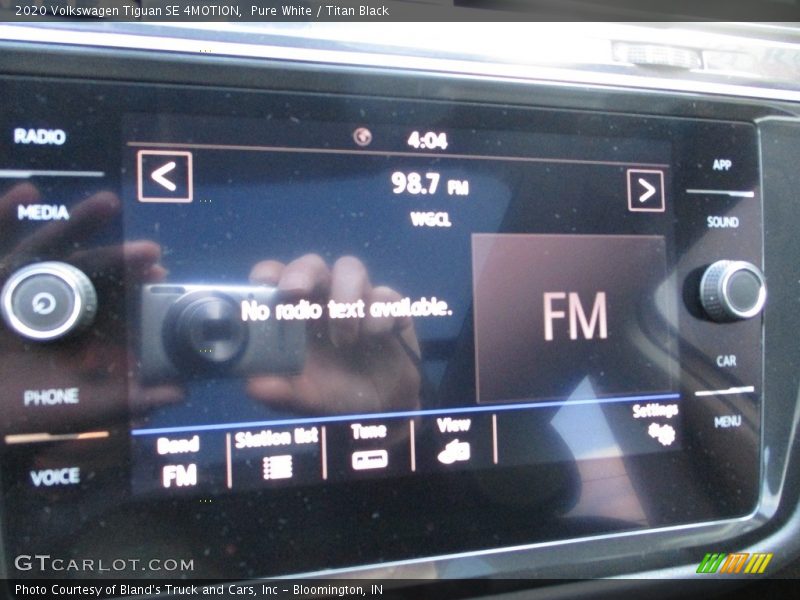 2020 Volkswagen Tiguan SE 4MOTION,  Pure White / Titan Black
RADIO
MEDIA
PHONE
VOICE
4:04
<
98.7 FM
WGCL
>
No radio text available.
FM
Band
FM
Station list
Tune
View
Settings
APP
SOUND
CAR
MENU
GTCARLOT.COM
Photo Courtesy of Bland's Truck and Cars, Inc – Bloomington, IN